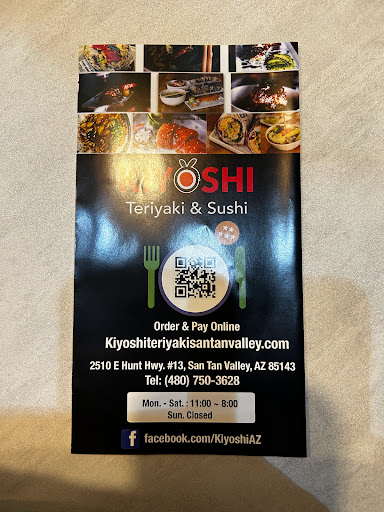 KIYOSHI
Teriyaki & Sushi
Order & Pay Online
Kiyoshiteriyakisantanvalley.com
2510 E Hunt Hwy. #13, San Tan Valley, AZ 85143
Tel: (480) 750-3628
Mon. - Sat. : 11:00 ~ 8:00
Sun. Closed
f facebook.com/KiyoshiAZ